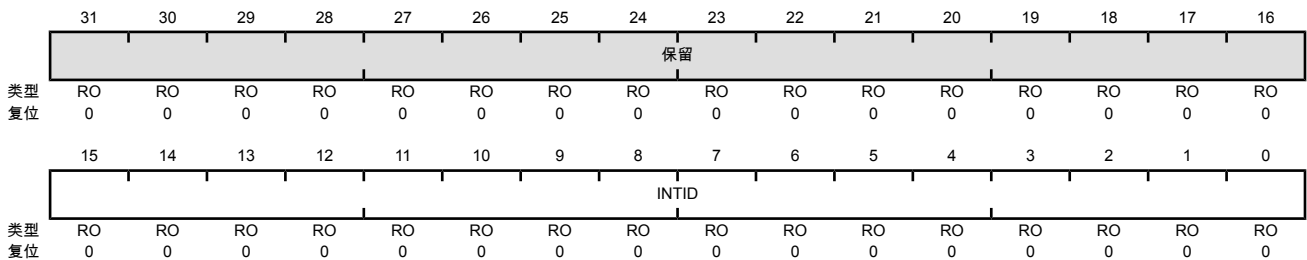 31 30 29 28 27 26 25 24 23 22 21 20 19 18 17 16
保留
类型 RO RO RO RO RO RO RO RO RO RO RO RO RO RO RO RO
复位 0 0 0 0 0 0 0 0 0 0 0 0 0 0 0 0
15 14 13 12 11 10 9 8 7 6 5 4 3 2 1 0
INTID
类型 RO RO RO RO RO RO RO RO RO RO RO RO RO RO RO RO
复位 0 0 0 0 0 0 0 0 0 0 0 0 0 0 0 0